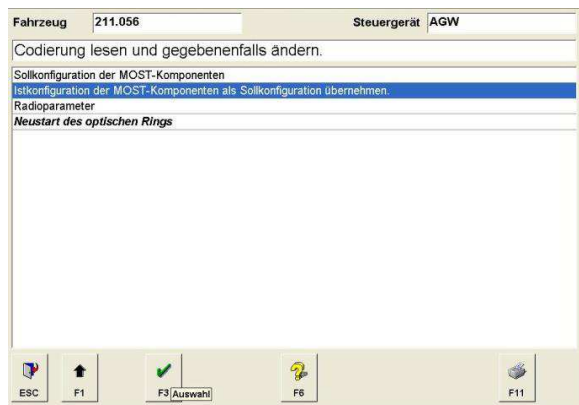 Fahrzeug 211.056 Steuergerät AGW
Codierung lesen und gegebenenfalls ändern.
Sollkonfiguration der MOST-Komponenten
Istkonfiguration der MOST-Komponenten als Sollkonfiguration übernehmen.
Radioparameter
Neustart des optischen Rings
ESC F1 F3 Auswahl F6 F11